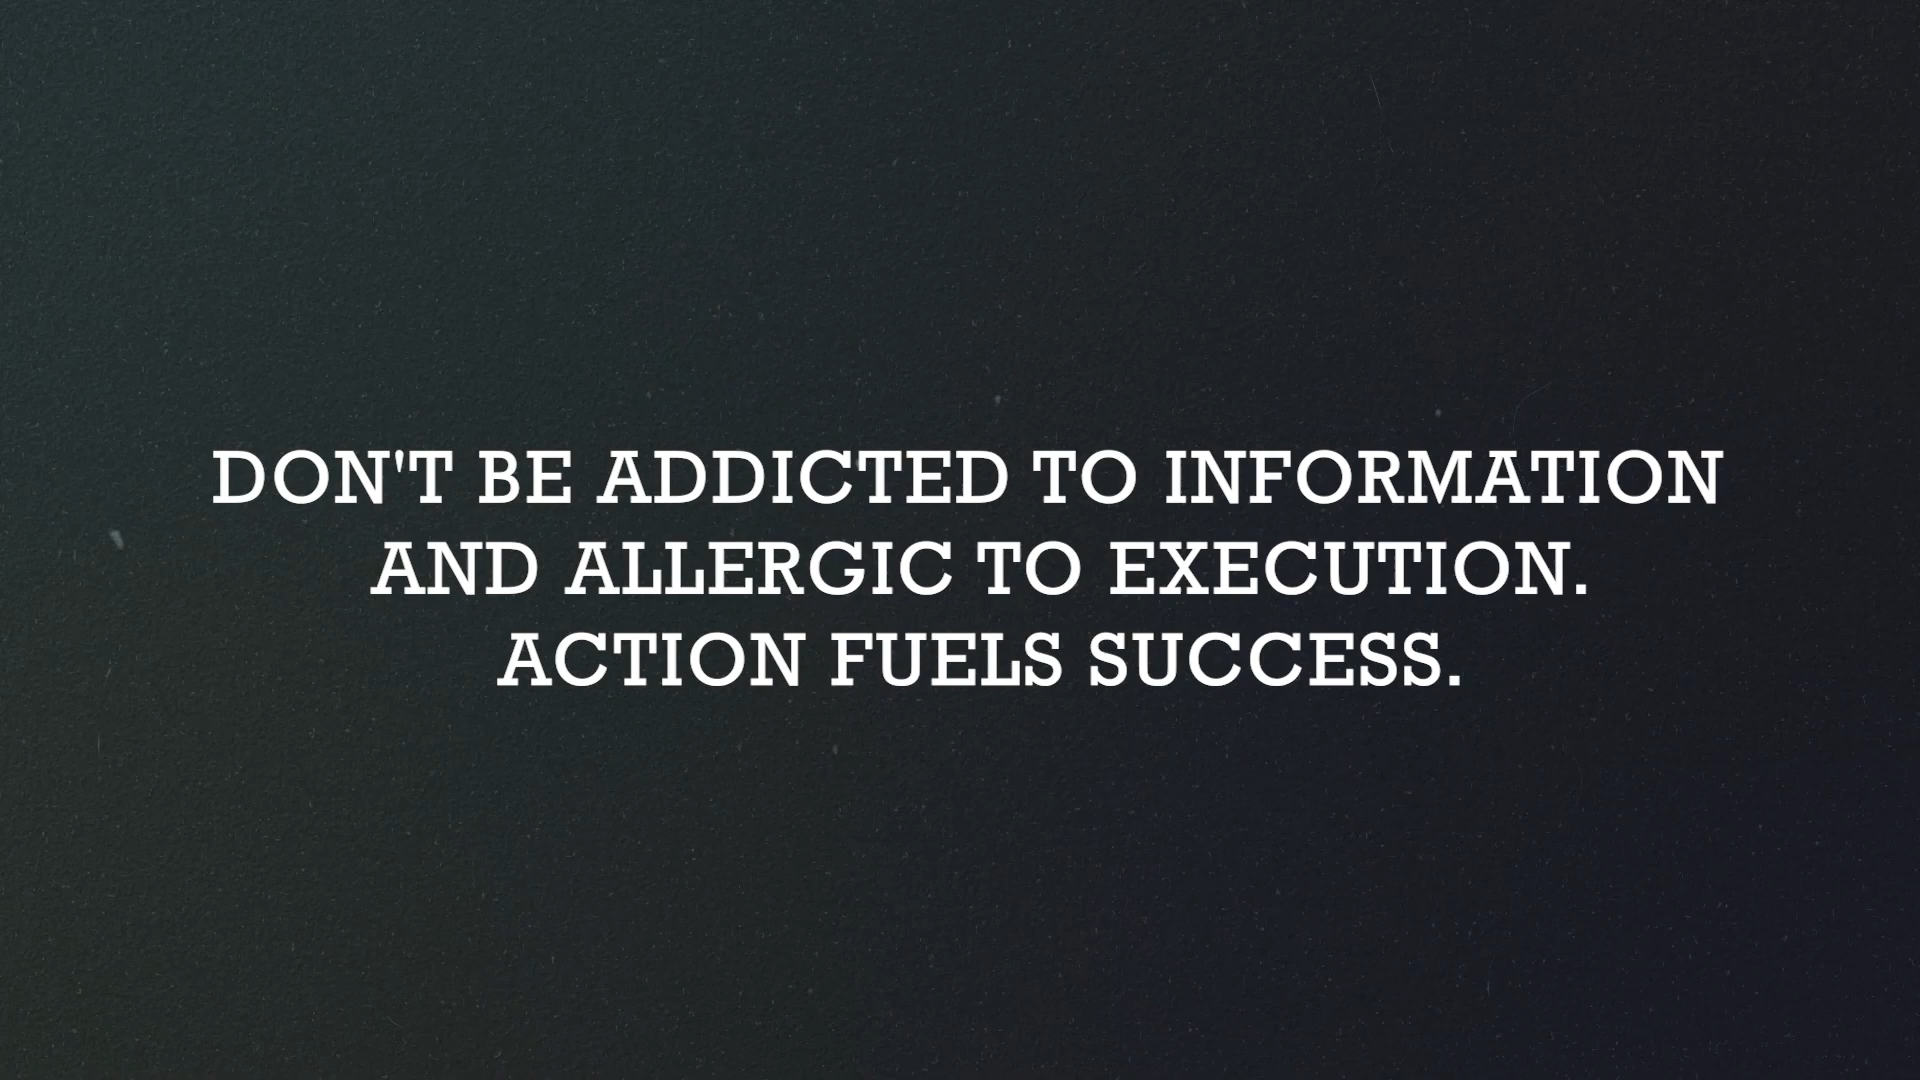 DON'T BE ADDICTED TO INFORMATION
AND ALLERGIC TO EXECUTION.
ACTION FUELS SUCCESS.